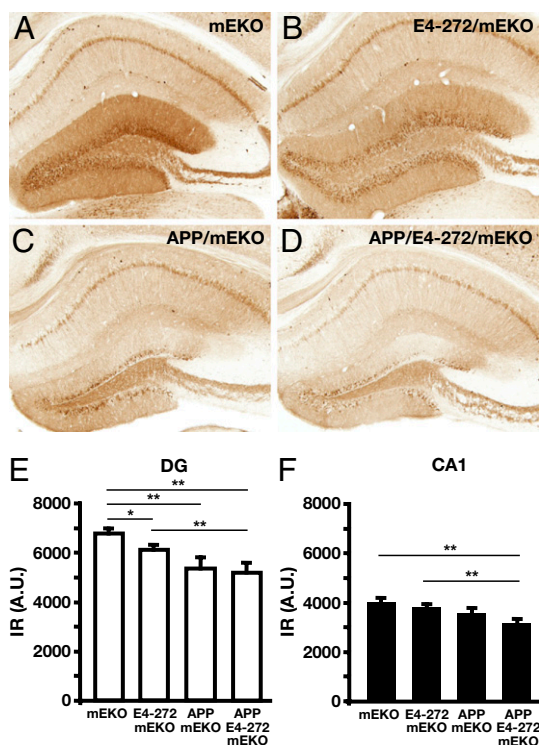 A
mEKO
B
E4-272/mEKO
C
APP/mEKO
D
APP/E4-272/mEKO
E
DG
**
**
*
**
8000
6000
4000
2000
0
IR (A.U.)
mEKO
E4-272
mEKO
APP
mEKO
APP
E4-272
mEKO
F
CA1
**
**
8000
6000
4000
2000
0
IR (A.U.)
mEKO
E4-272
mEKO
APP
mEKO
APP
E4-272
mEKO